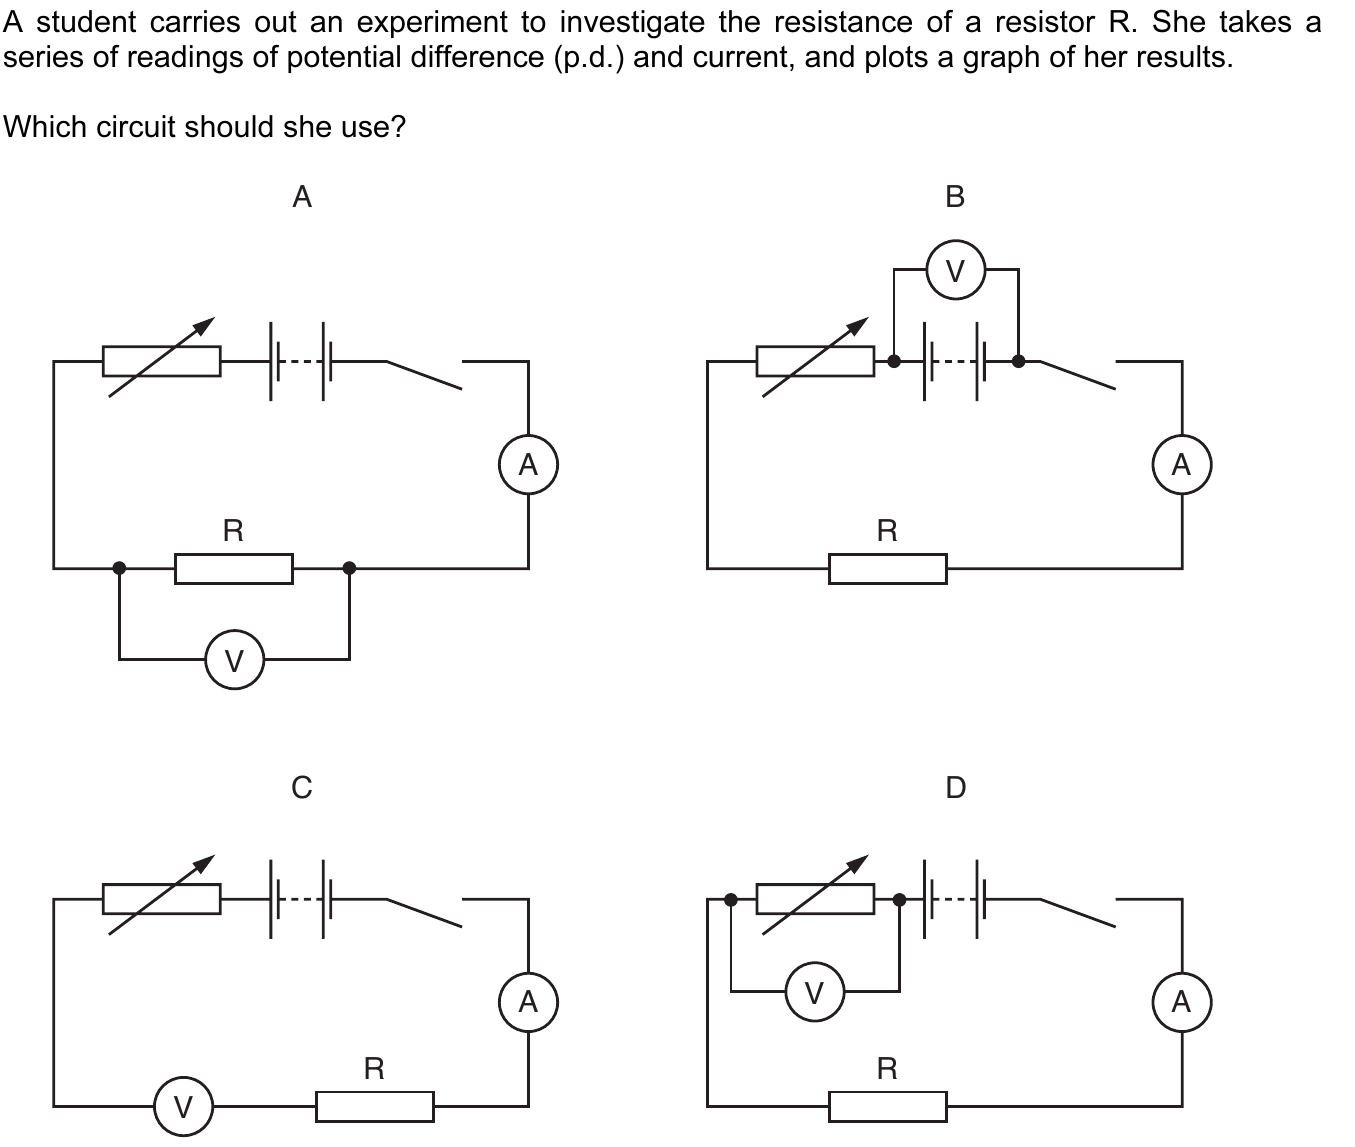 A student carries out an experiment to investigate the resistance of a resistor R. She takes a
series of readings of potential difference (p.d.) and current, and plots a graph of her results.
Which circuit should she use?
A
B
V
A
A
R
R
V
C
D
V
A
A
R
R
V